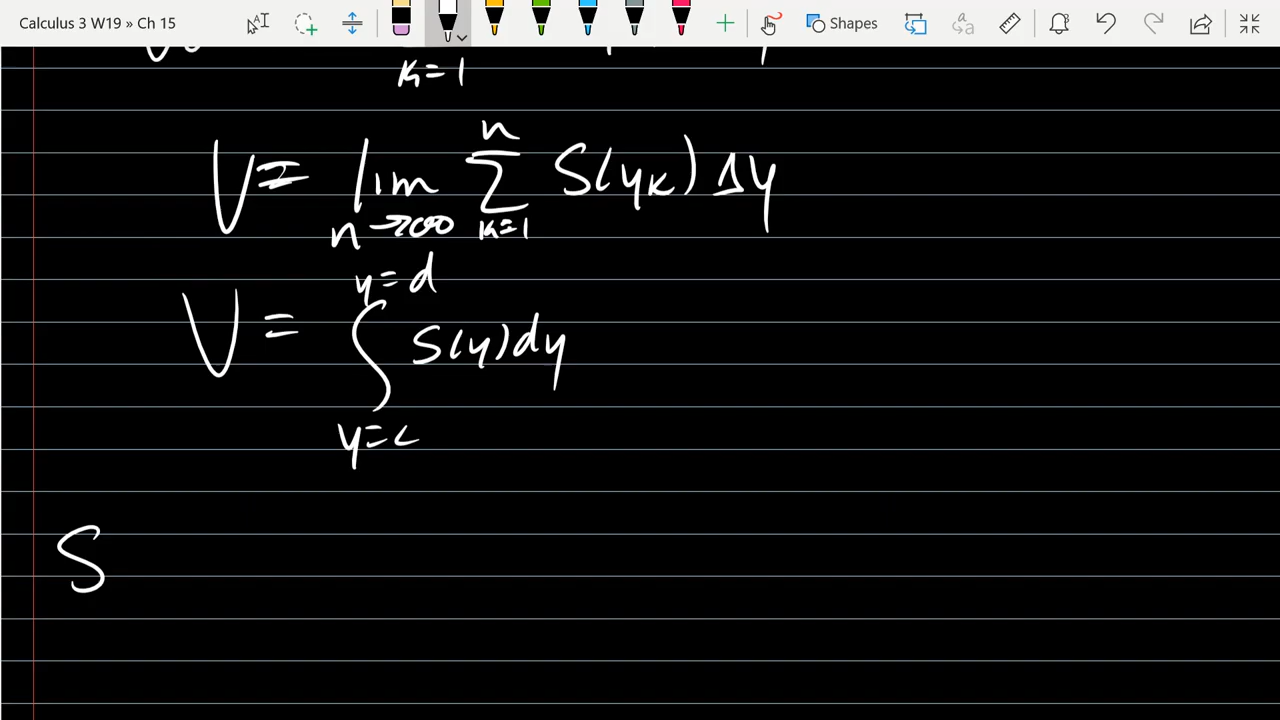 Calculus 3 W19 » Ch 15
Shapes
k=1
n
V= lim Σ S(yk) Δy
n→∞ k=1
y=d
V = ∫ S(y)dy
y=c
S